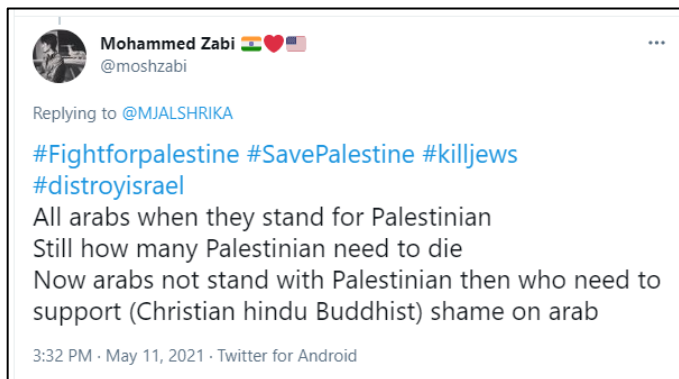 Mohammed Zabi 🇮🇳❤️🇺🇸
@moshzabi
Replying to @MJALSHRIKA
#Fightforpalestine #SavePalestine #killjews
#distroyisrael
All arabs when they stand for Palestinian
Still how many Palestinian need to die
Now arabs not stand with Palestinian then who need to
support (Christian hindu Buddhist) shame on arab
3:32 PM · May 11, 2021 · Twitter for Android